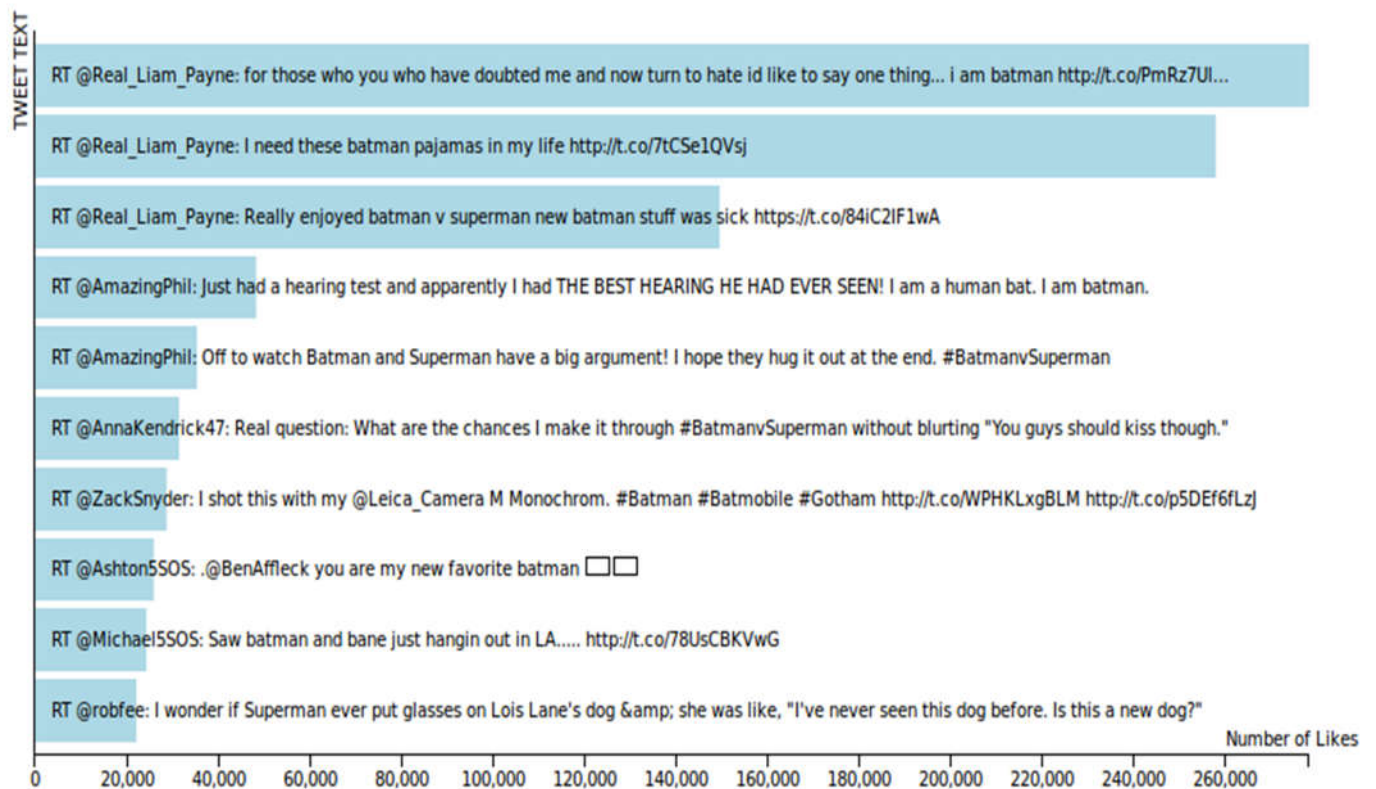 TWEET TEXT
RT @Real_Liam_Payne: for those who you who have doubted me and now turn to hate id like to say one thing... i am batman http://t.co/PmRz7Ul...
RT @Real_Liam_Payne: I need these batman pajamas in my life http://t.co/7tCSe1QVsj
RT @Real_Liam_Payne: Really enjoyed batman v superman new batman stuff was sick https://t.co/84iC2IF1wA
RT @AmazingPhil: Just had a hearing test and apparently I had THE BEST HEARING HE HAD EVER SEEN! I am a human bat. I am batman.
RT @AmazingPhil: Off to watch Batman and Superman have a big argument! I hope they hug it out at the end. #BatmanvSuperman
RT @AnnaKendrick47: Real question: What are the chances I make it through #BatmanvSuperman without blurting "You guys should kiss though."
RT @ZackSnyder: I shot this with my @Leica_Camera M Monochrom. #Batman #Batmobile #Gotham http://t.co/WPHKLxgBLM http://t.co/p5DEf6fLzJ
RT @Ashton5SOS: .@BenAffleck you are my new favorite batman
RT @Michael5SOS: Saw batman and bane just hangin out in LA..... http://t.co/78UsCBKVwG
RT @robfee: I wonder if Superman ever put glasses on Lois Lane's dog &amp; she was like, "I've never seen this dog before. Is this a new dog?"
Number of Likes
0 20,000 40,000 60,000 80,000 100,000 120,000 140,000 160,000 180,000 200,000 220,000 240,000 260,000